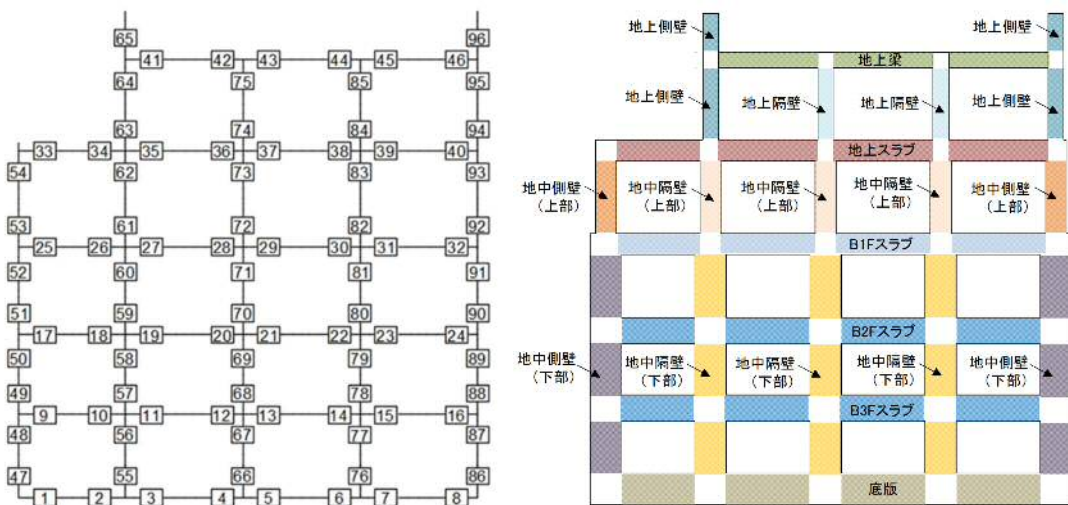 65 96
41 42 43 44 45 46
64 75 85 95
63 74 84 94
33 34 35 36 37 38 39 40
54 62 73 83 93
53 61 72 82 92
25 26 27 28 29 30 31 32
52 60 71 81 91
51 59 70 80 90
17 18 19 20 21 22 23 24
50 58 69 79 89
49 57 68 78 88
9 10 11 12 13 14 15 16
48 56 67 77 87
47 55 66 76 86
1 2 3 4 5 6 7 8
地上側壁 地上側壁
地上梁
地上側壁 地上隔壁 地上隔壁 地上側壁
地上スラブ
地中側壁 地中隔壁 地中隔壁 地中隔壁 地中側壁
(上部) (上部) (上部) (上部) (上部)
B1Fスラブ
B2Fスラブ
地中側壁 地中隔壁 地中隔壁 地中隔壁 地中側壁
(下部) (下部) (下部) (下部) (下部)
B3Fスラブ
底版